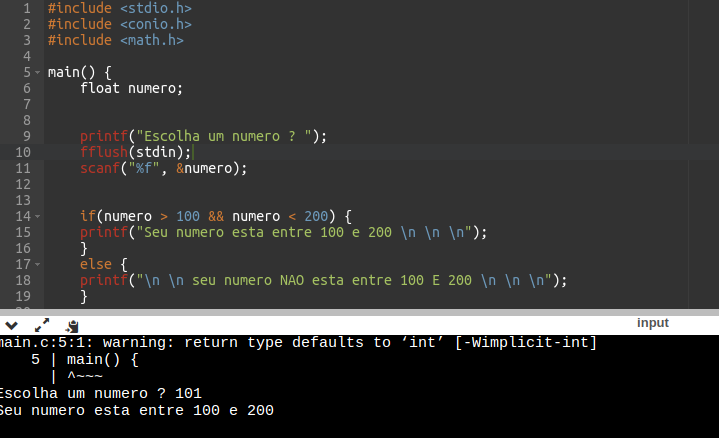 1 #include <stdio.h>
2 #include <conio.h>
3 #include <math.h>
4
5 main() {
6 float numero;
7
8
9 printf("Escolha um numero ? ");
10 fflush(stdin);
11 scanf("%f", &numero);
12
13
14 if(numero > 100 && numero < 200) {
15 printf("Seu numero esta entre 100 e 200 \n \n \n");
16 }
17 else {
18 printf("\n \n seu numero NAO esta entre 100 E 200 \n \n \n");
19 }
input
main.c:5:1: warning: return type defaults to ‘int’ [-Wimplicit-int]
5 | main() {
| ^~~~
Escolha um numero ? 101
Seu numero esta entre 100 e 200